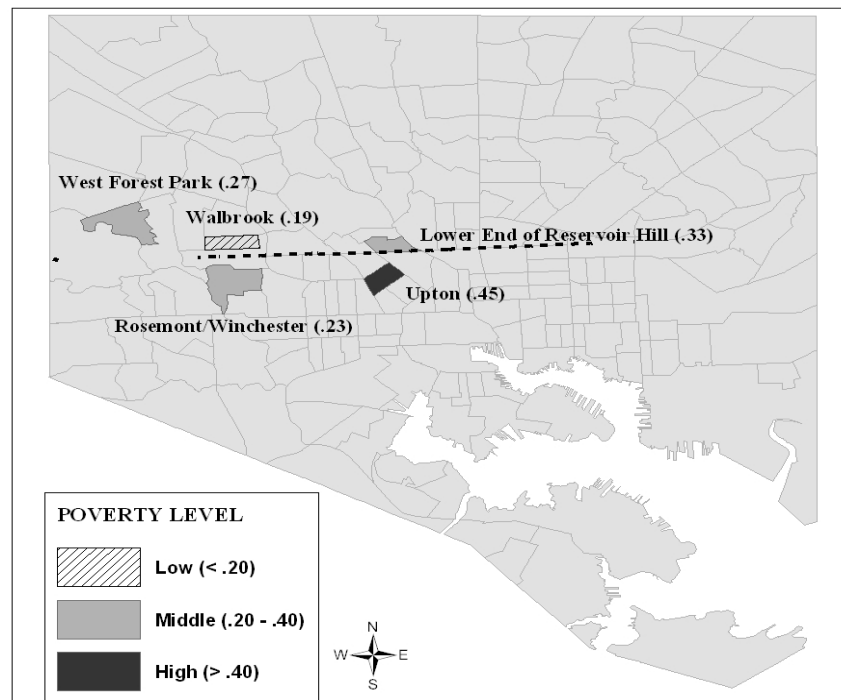 West Forest Park (.27)
Walbrook (.19)
Lower End of Reservoir Hill (.33)
Upton (.45)
Rosemont/Winchester (.23)
POVERTY LEVEL
Low (< .20)
Middle (.20 - .40)
High (> .40)
N
W E
S